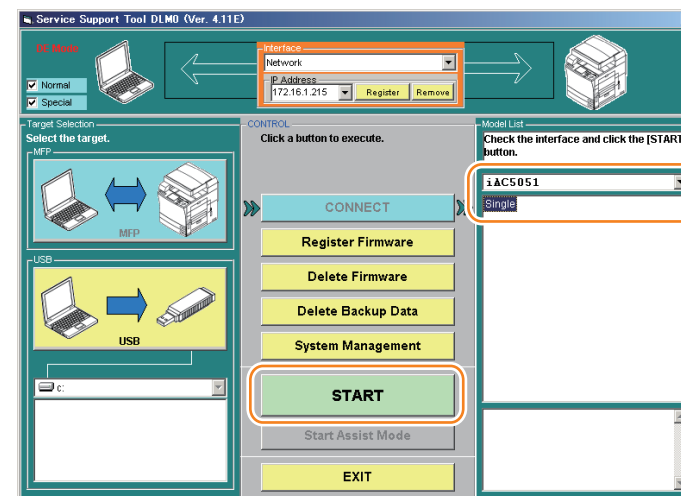 Service Support Tool DLM0 (Ver. 4.11E)
Interface
Network
IP Address
172.16.1.215
Register
Remove
Normal
Special
Target Selection
Select the target.
MFP
MFP
USB
USB
c:
CONTROL
Click a button to execute.
CONNECT
Register Firmware
Delete Firmware
Delete Backup Data
System Management
START
Start Assist Mode
EXIT
Model List
Check the interface and click the [START
button.
iAC5051
Single